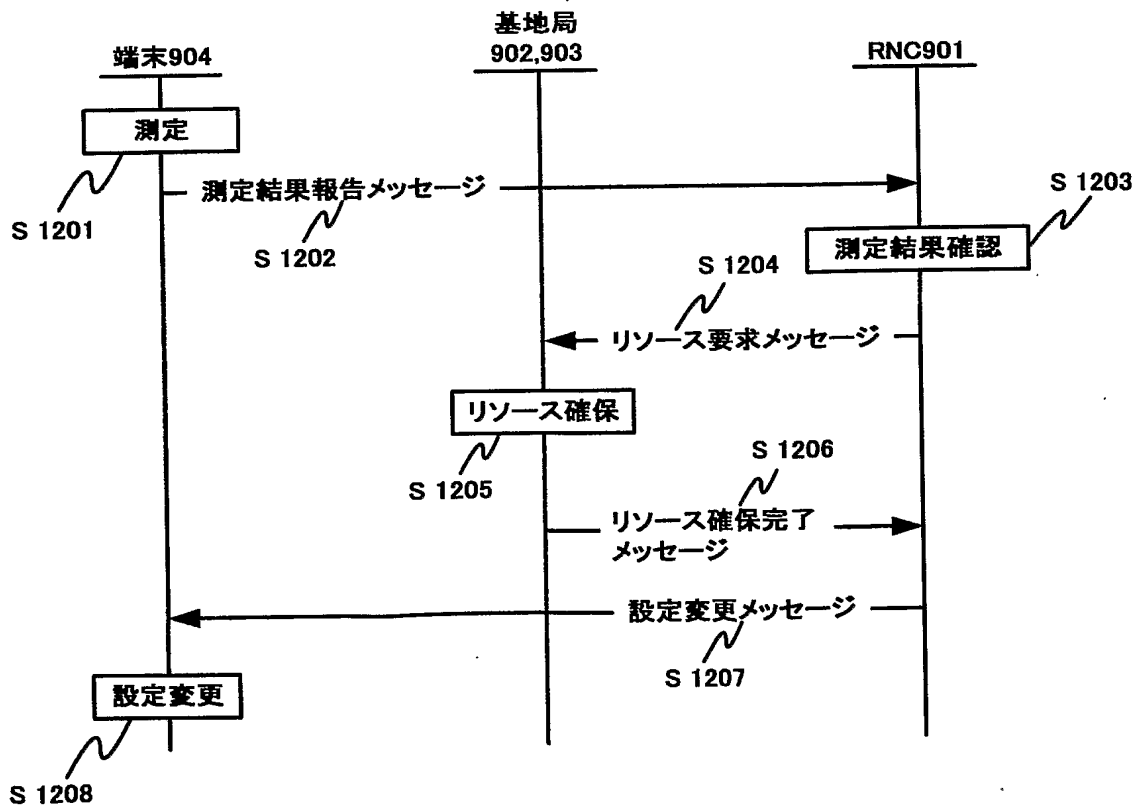 端末904
基地局
902,903
RNC901
測定
S 1201
測定結果報告メッセージ
S 1202
S 1203
測定結果確認
S 1204
リソース要求メッセージ
リソース確保
S 1205
S 1206
リソース確保完了
メッセージ
設定変更メッセージ
S 1207
設定変更
S 1208